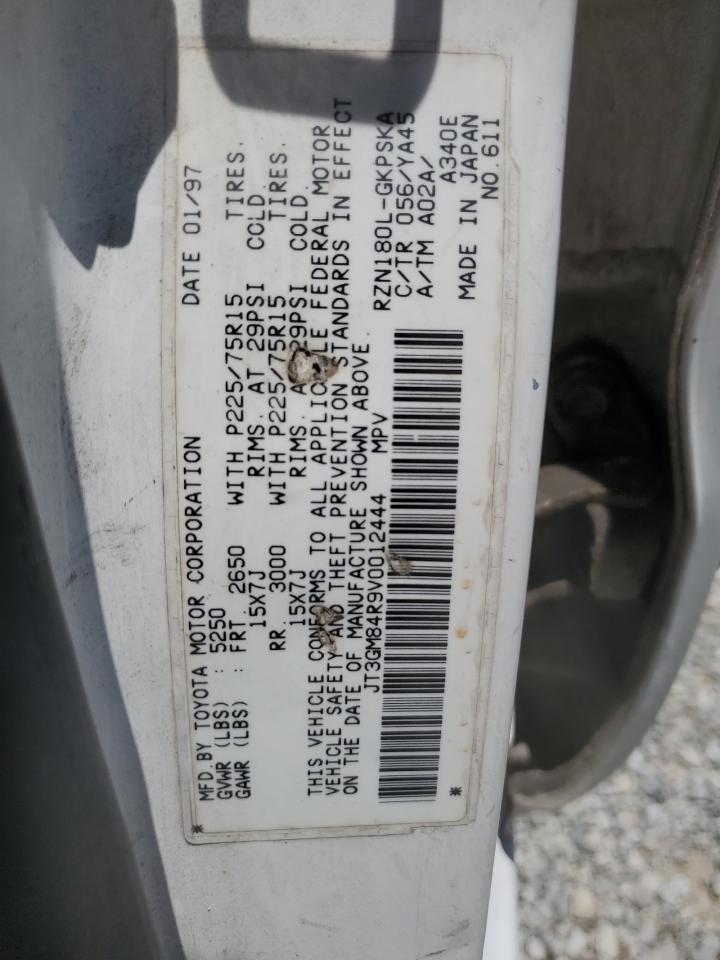 MFD. BY TOYOTA MOTOR CORPORATION DATE 01/97
GVWR (LBS) : 5250
GAWR (LBS) : FRT. 2650 WITH P225/75R15 TIRES.
15X7J RIMS. AT 29PSI COLD.
RR. 3000 WITH P225/75R15 TIRES.
15X7J RIMS. 29PSI COLD.
THIS VEHICLE CONFORMS TO ALL FEDERAL MOTOR
VEHICLE SAFETY AND THEFT PREVENTION STANDARDS IN EFFECT
ON THE DATE OF MANUFACTURE SHOWN ABOVE.
JT3GM84R9V0012444 MPV
RZN180L-GKPSKA
C/TR 056/YA45
A/TM A02A/
A340E
MADE IN JAPAN
NO.611